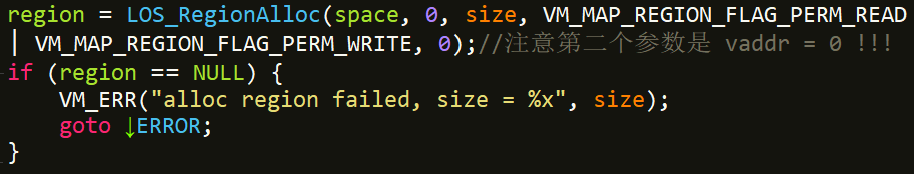 region = LOS_RegionAlloc(space, 0, size, VM_MAP_REGION_FLAG_PERM_READ
| VM_MAP_REGION_FLAG_PERM_WRITE, 0);//注意第二个参数是 vaddr = 0 !!!
if (region == NULL) {
    VM_ERR("alloc region failed, size = %x", size);
    goto ↓ERROR;
}